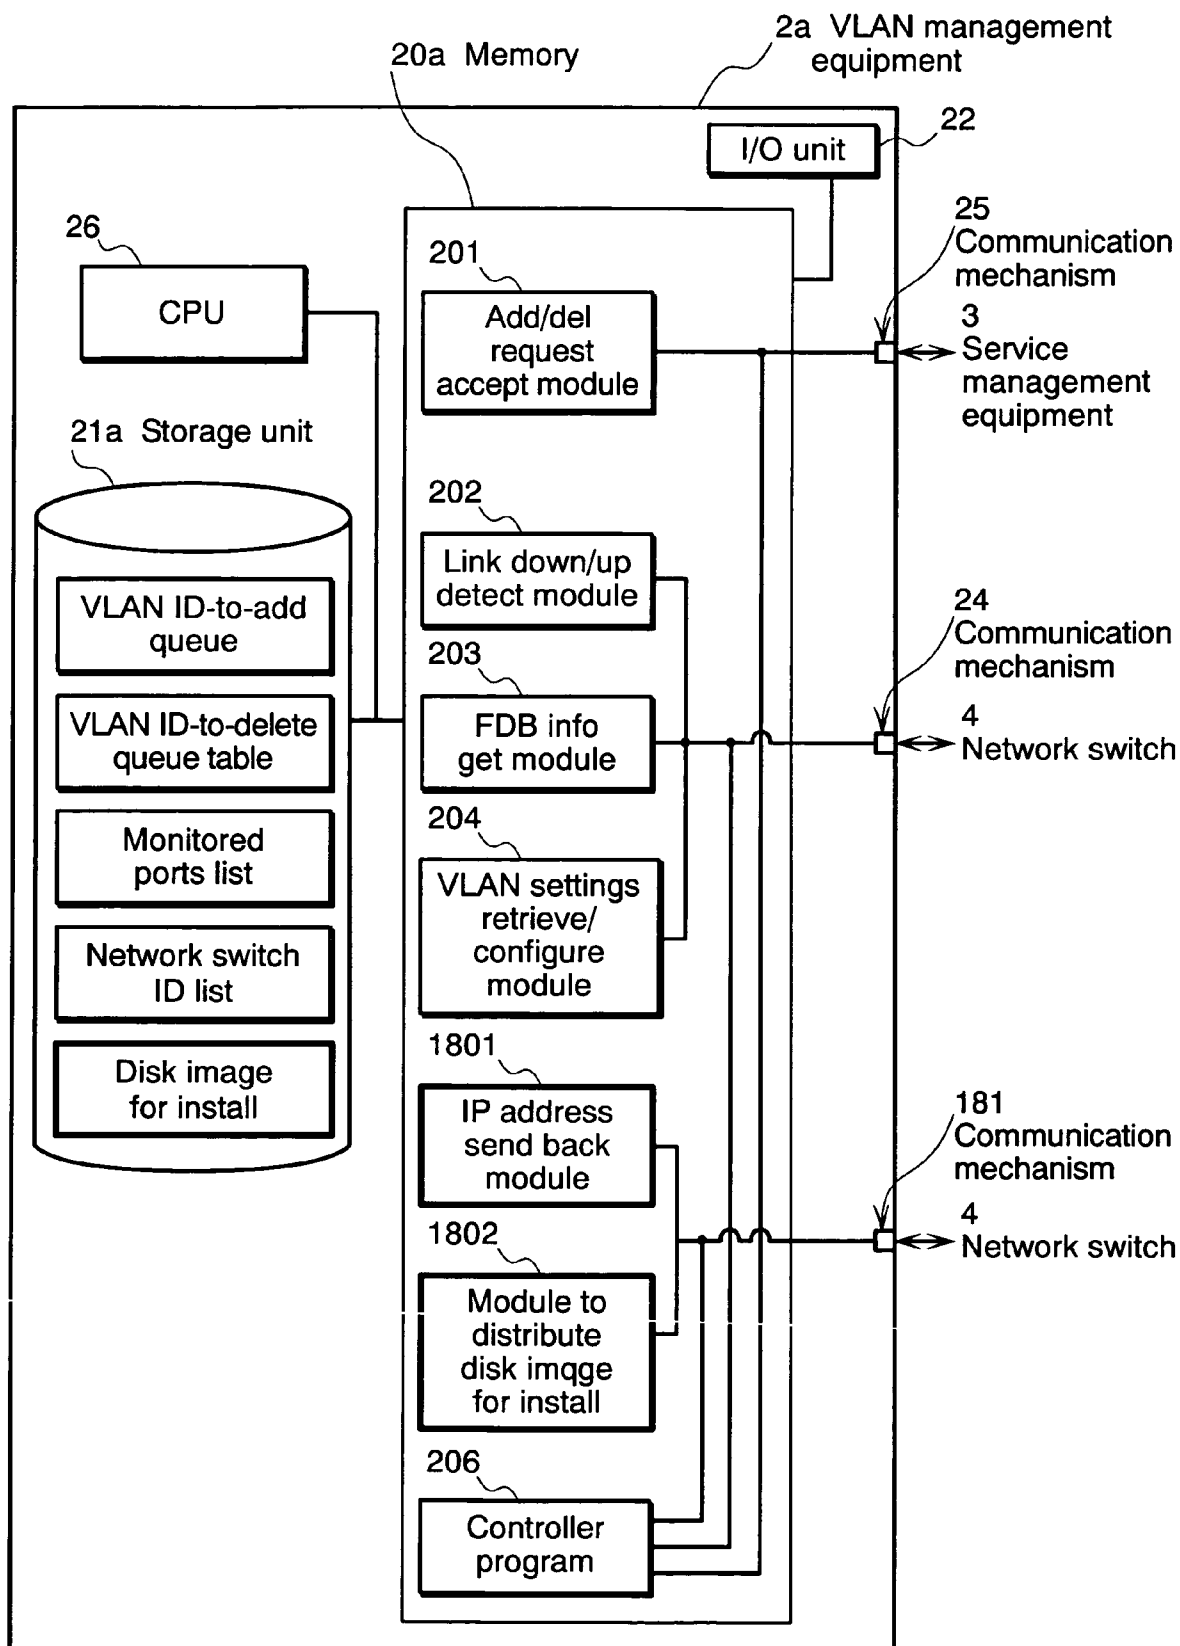 2a VLAN management
equipment
20a Memory
22
I/O unit
25
Communication
mechanism
3
Service
management
equipment
26
CPU
201
Add/del
request
accept module
21a Storage unit
VLAN ID-to-add
queue
VLAN ID-to-delete
queue table
Monitored
ports list
Network switch
ID list
Disk image
for install
202
Link down/up
detect module
203
FDB info
get module
24
Communication
mechanism
4
Network switch
204
VLAN settings
retrieve/
configure
module
1801
IP address
send back
module
181
Communication
mechanism
4
Network switch
1802
Module to
distribute
disk imqge
for install
206
Controller
program